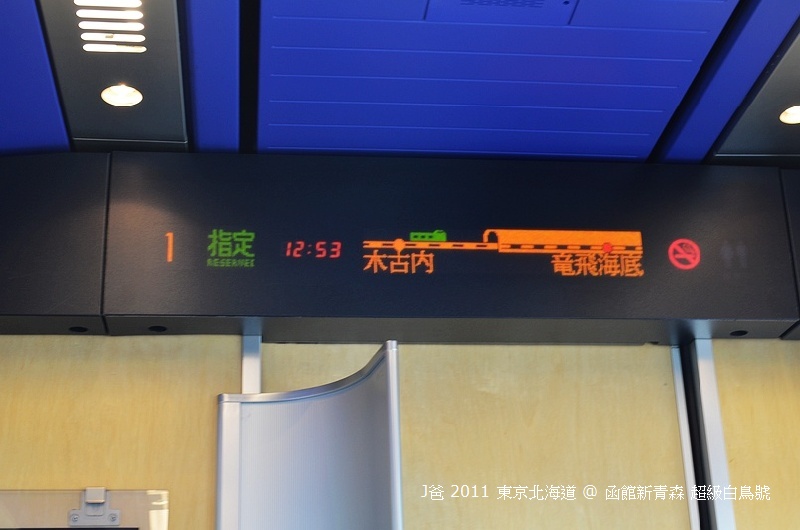 1 指定 12:53
RESERVED
木古内 竜飛海底
J爸 2011 東京北海道 @ 函館新青森 超級白鳥號